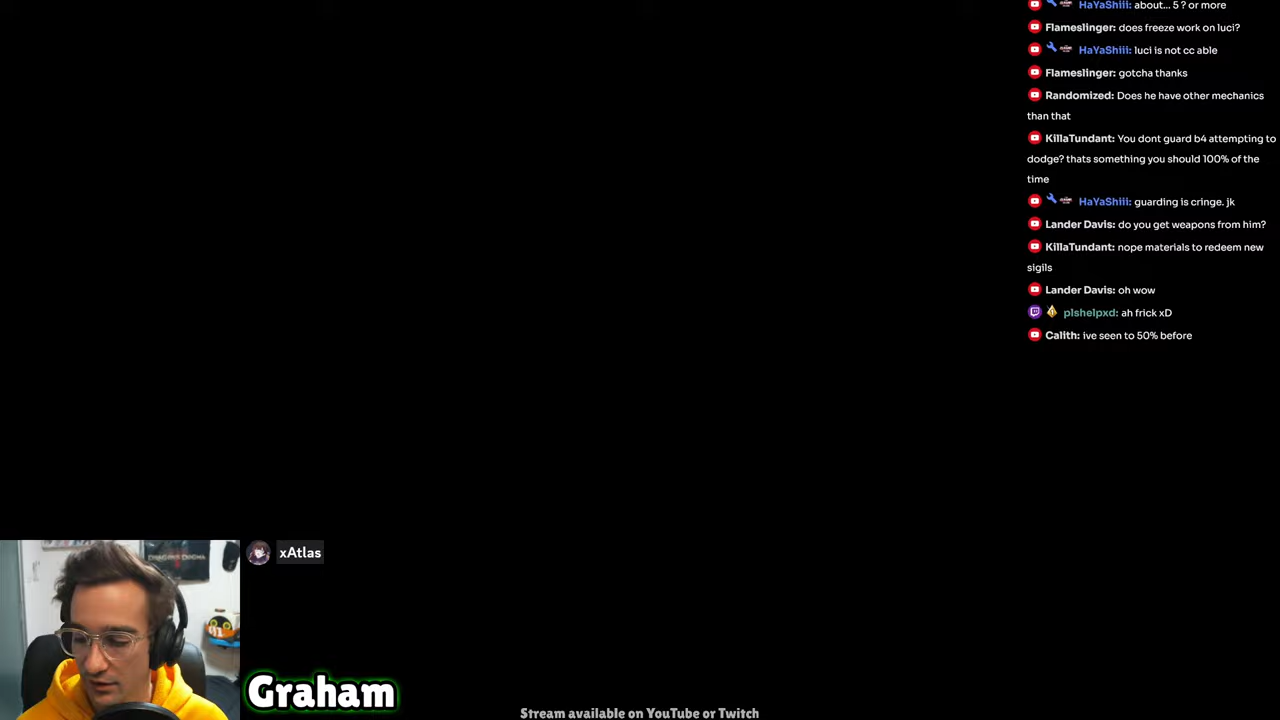 HaYaShiii: about... 5 ? or more
Flameslinger: does freeze work on luci?
HaYaShiii: luci is not cc able
Flameslinger: gotcha thanks
Randomized: Does he have other mechanics
than that
KillaTundant: You dont guard b4 attempting to
dodge? thats something you should 100% of the
time
HaYaShiii: guarding is cringe. jk
Lander Davis: do you get weapons from him?
KillaTundant: nope materials to redeem new
sigils
Lander Davis: oh wow
plshelpxd: ah frick xD
Calith: ive seen to 50% before
xAtlas
Graham
Stream available on YouTube or Twitch